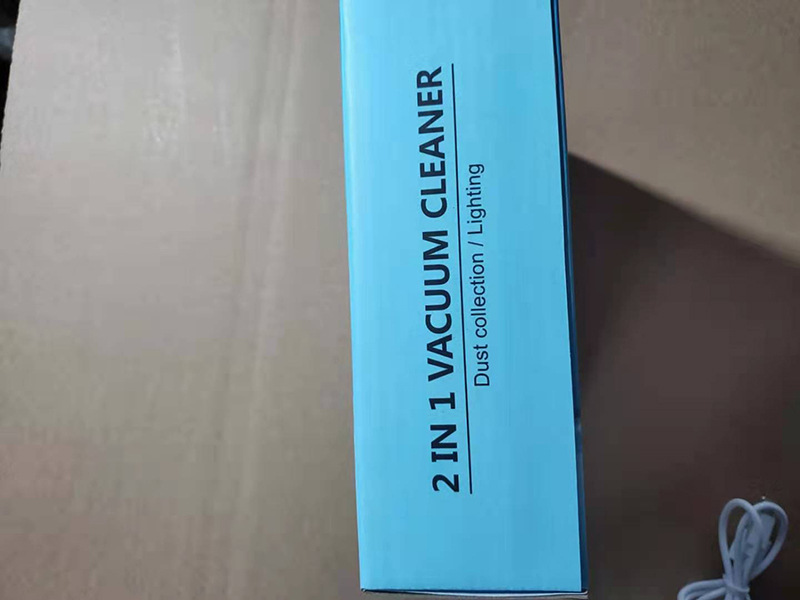 2 IN 1 VACUUM CLEANER
Dust collection / Lighting